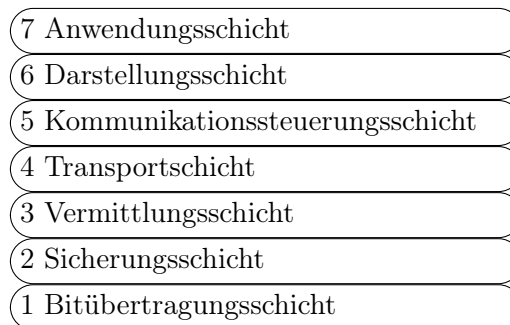 7 Anwendungsschicht
6 Darstellungsschicht
5 Kommunikationssteuerungsschicht
4 Transportschicht
3 Vermittlungsschicht
2 Sicherungsschicht
1 Bitübertragungsschicht